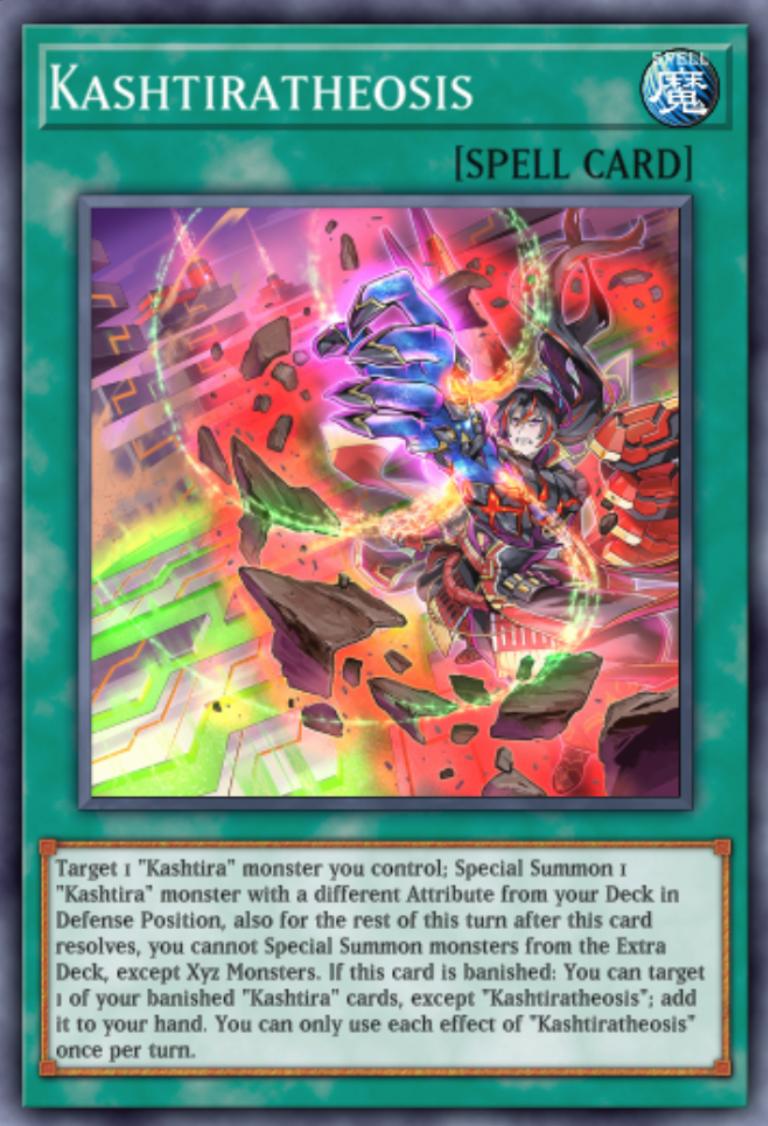 KASHTIRATHEOSIS
SPELL
魔
[SPELL CARD]
Target 1 "Kashtira" monster you control; Special Summon 1
"Kashtira" monster with a different Attribute from your Deck in
Defense Position, also for the rest of this turn after this card
resolves, you cannot Special Summon monsters from the Extra
Deck, except Xyz Monsters. If this card is banished: You can target
1 of your banished "Kashtira" cards, except "Kashtiratheosis"; add
it to your hand. You can only use each effect of "Kashtiratheosis"
once per turn.